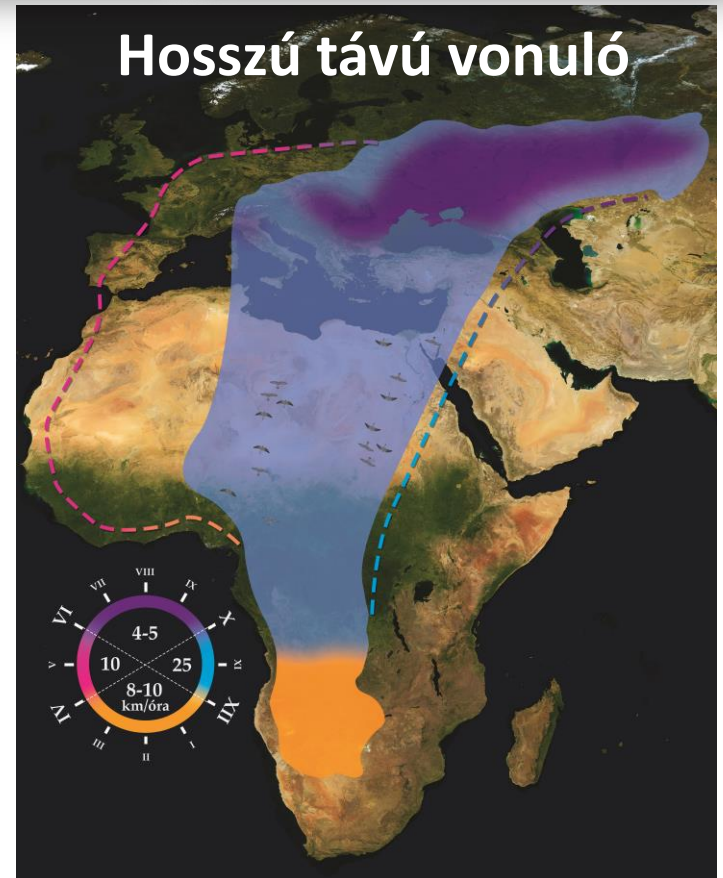 Hosszú távú vonuló
VIII
VII
IX
VI
X
4-5
V
10
25
XI
8-10
km/óra
IV
XII
III
I
II